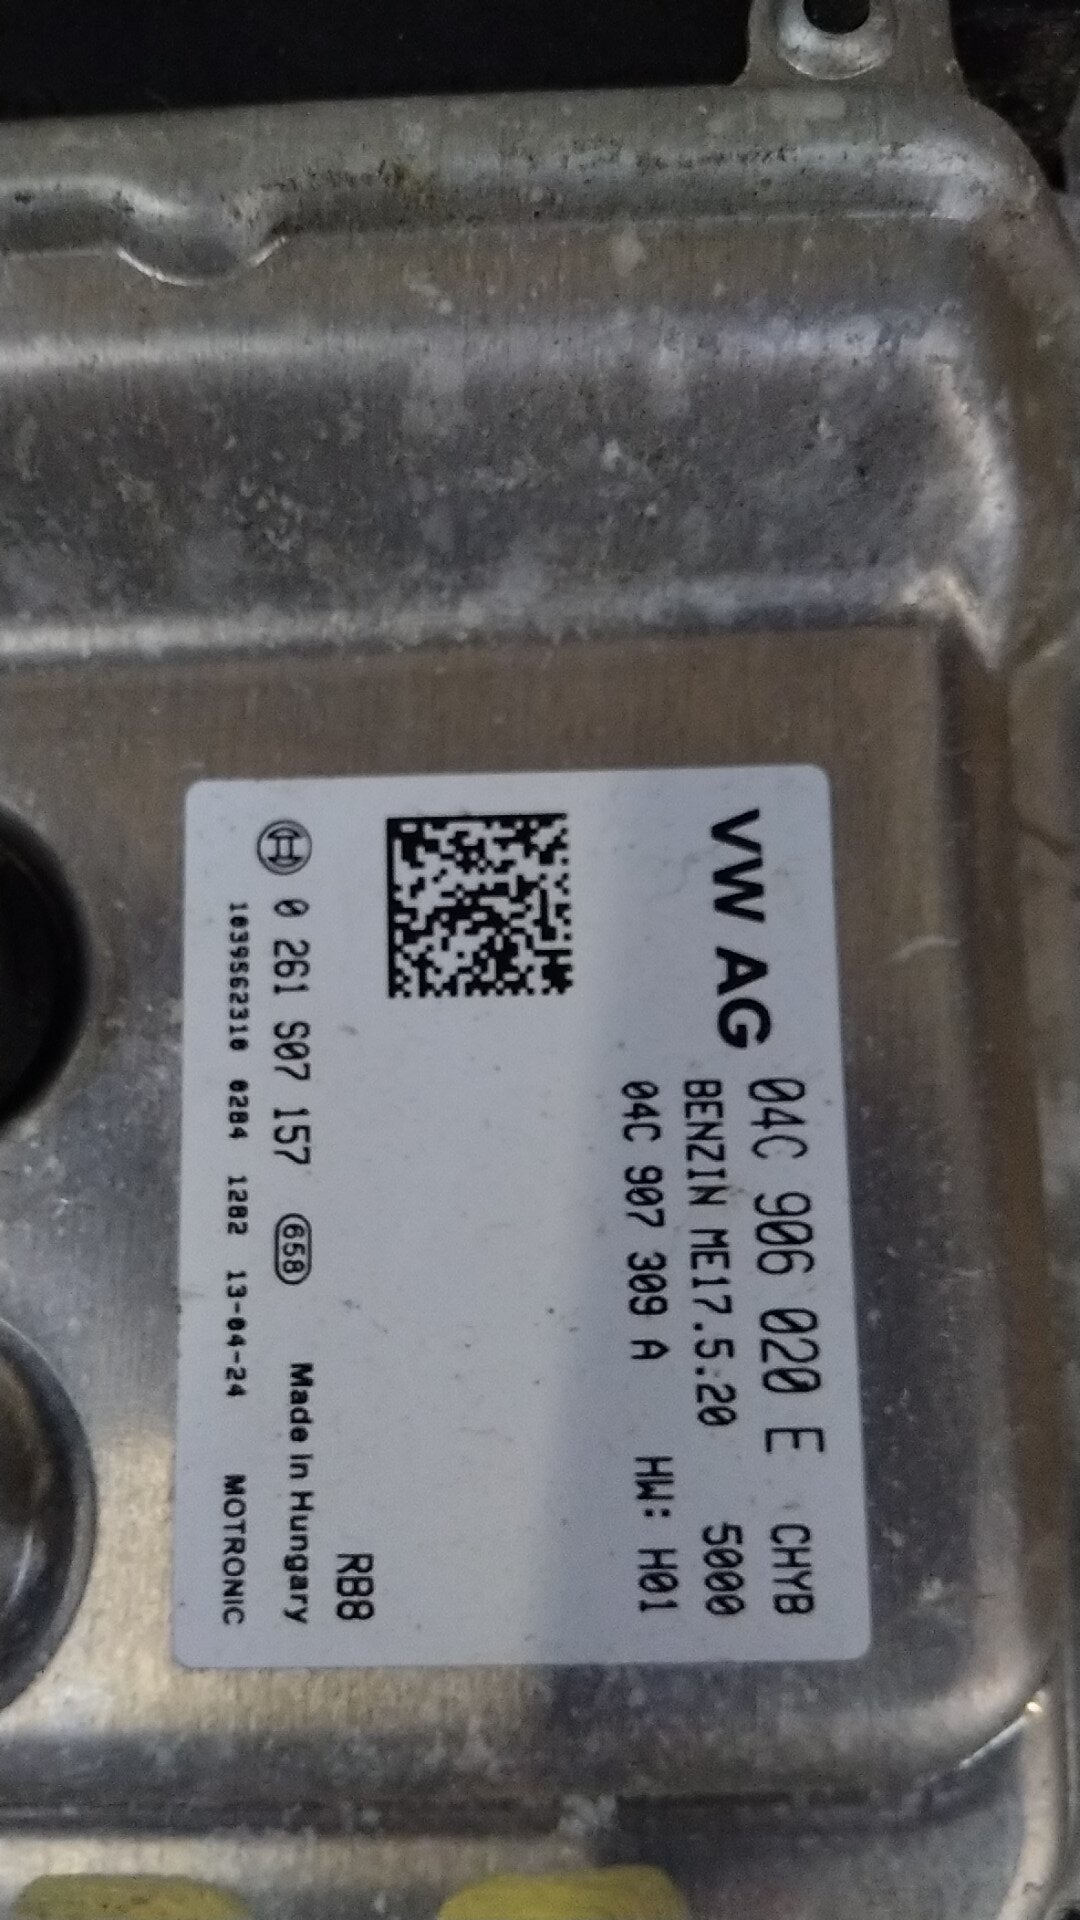 VW AG 04C 906 020 E CHYB
BENZIN ME17.5.20 5000
04C 907 309 A HW: H01
RB8
0 261 S07 157 658 Made in Hungary
1039S62310 0284 1282 13-04-24 MOTRONIC